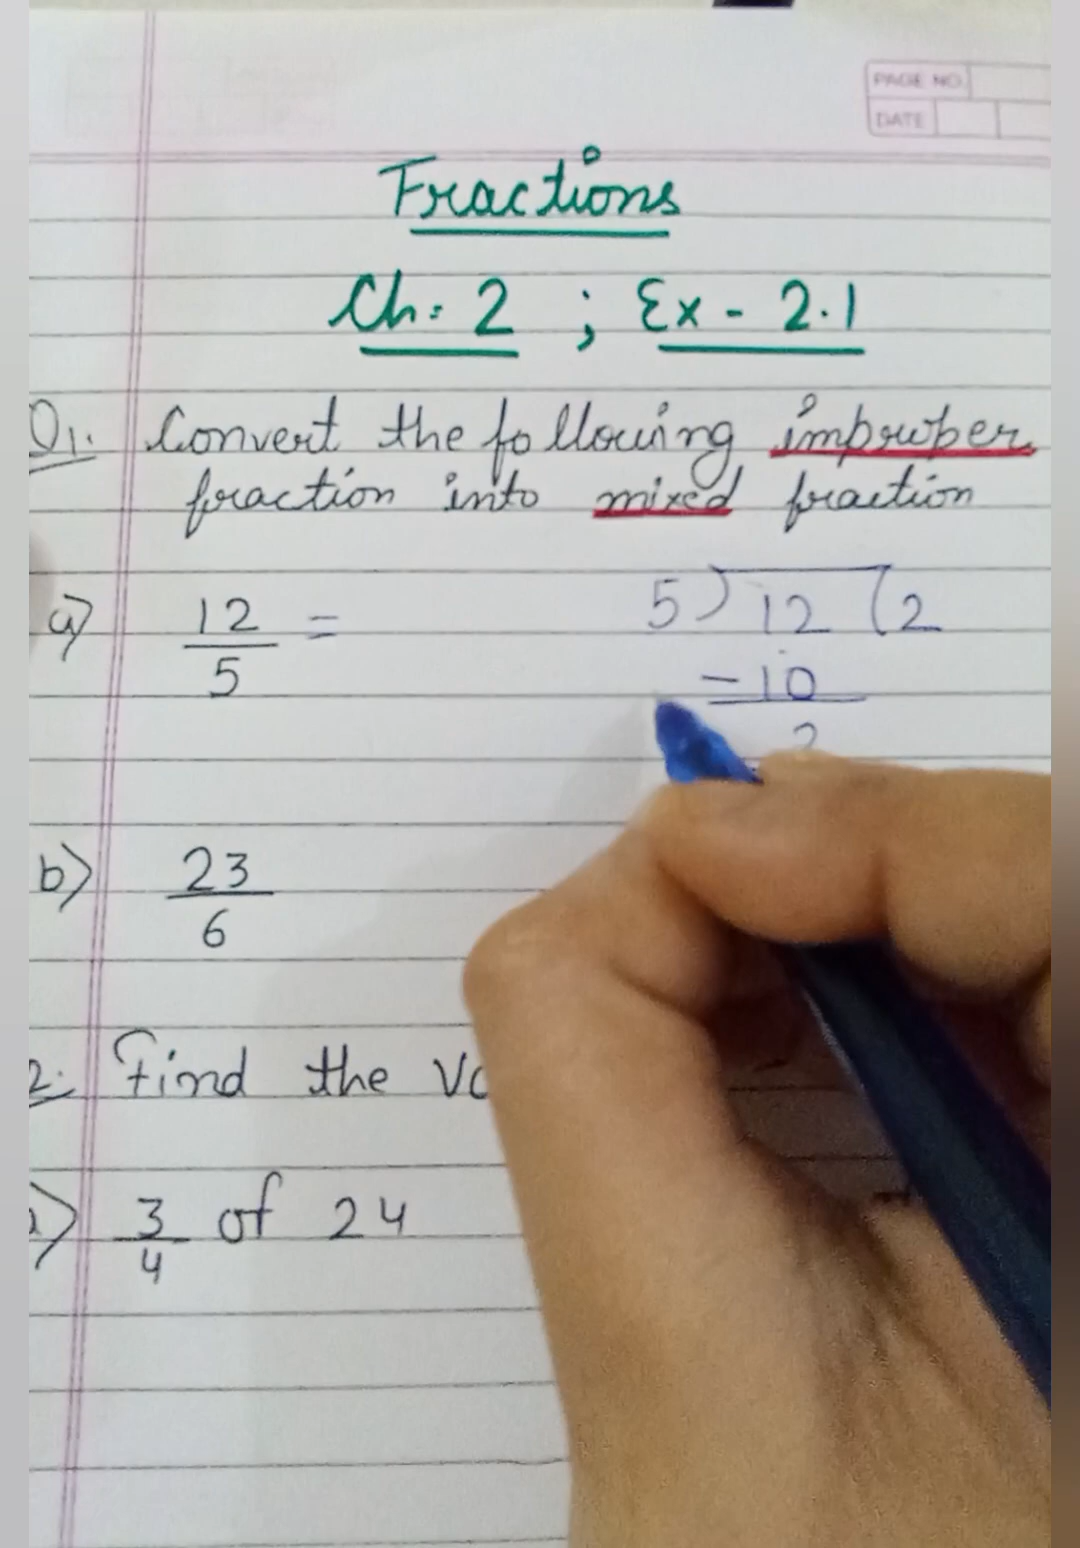 PAGE NO.
DATE
Fractions
Ch: 2 ; Ex - 2.1
Q1. Convert the following improper
fraction into mixed fraction
a) 12/5 = 5) 12 (2
- 10
2
b) 23/6
2. Find the
a) 3/4 of 24